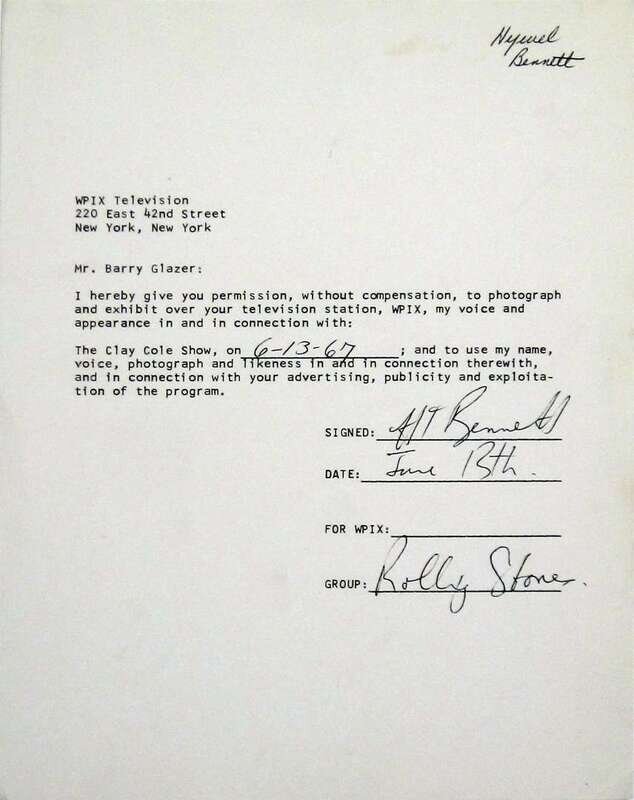 Hywel
Bennett
WPIX Television
220 East 42nd Street
New York, New York
Mr. Barry Glazer:
I hereby give you permission, without compensation, to photograph
and exhibit over your television station, WPIX, my voice and
appearance in and in connection with:
The Clay Cole Show, on 6-13-67; and to use my name,
voice, photograph and likeness in and in connection therewith,
and in connection with your advertising, publicity and exploita-
tion of the program.
SIGNED: Bennett
DATE: June 13th.
FOR WPIX:
GROUP: Rolling Stones.